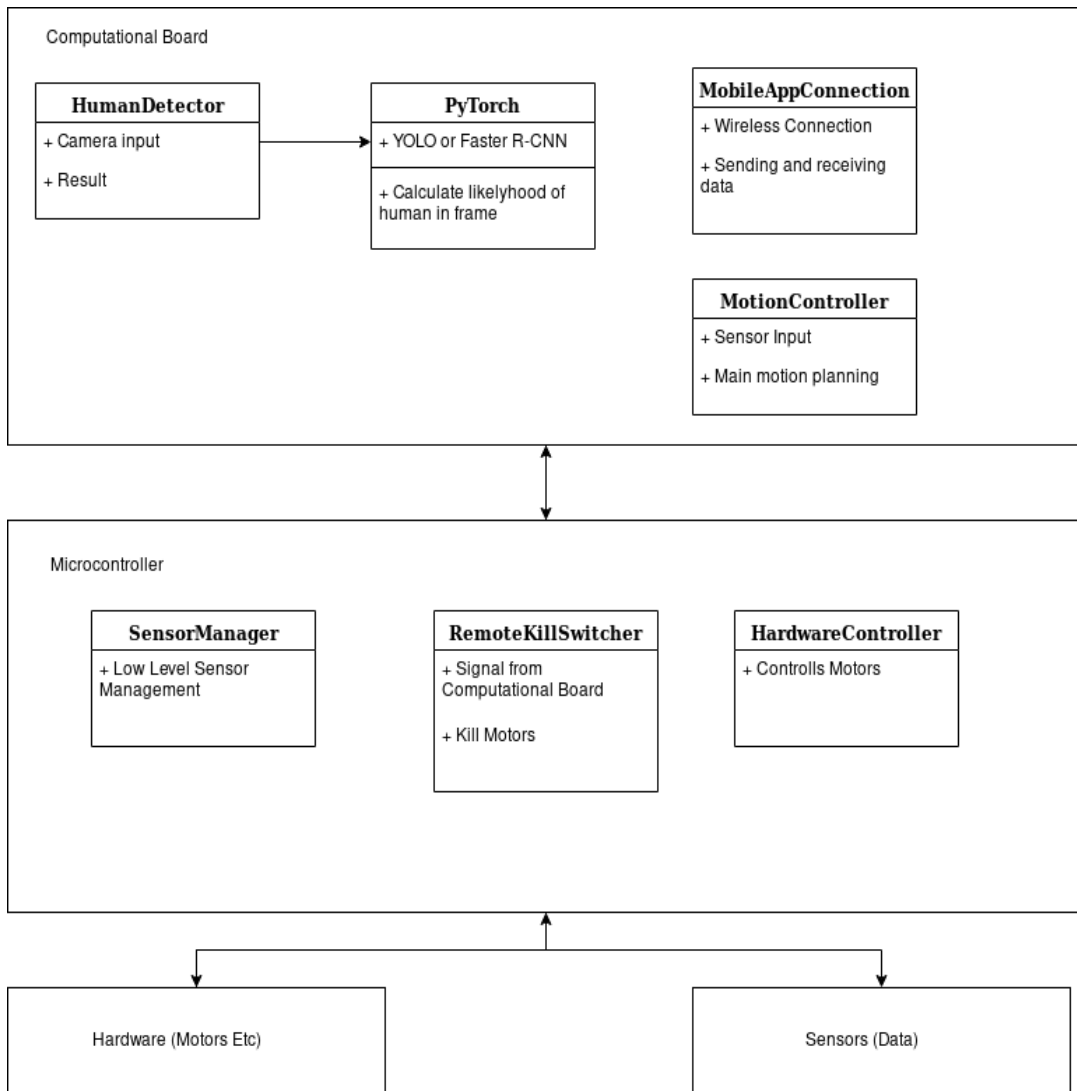 Computational Board
HumanDetector
+ Camera input
+ Result
PyTorch
+ YOLO or Faster R-CNN
+ Calculate likelyhood of
human in frame
MobileAppConnection
+ Wireless Connection
+ Sending and receiving
data
MotionController
+ Sensor Input
+ Main motion planning
Microcontroller
SensorManager
+ Low Level Sensor
Management
RemoteKillSwitcher
+ Signal from
Computational Board
+ Kill Motors
HardwareController
+ Controlls Motors
Hardware (Motors Etc)
Sensors (Data)